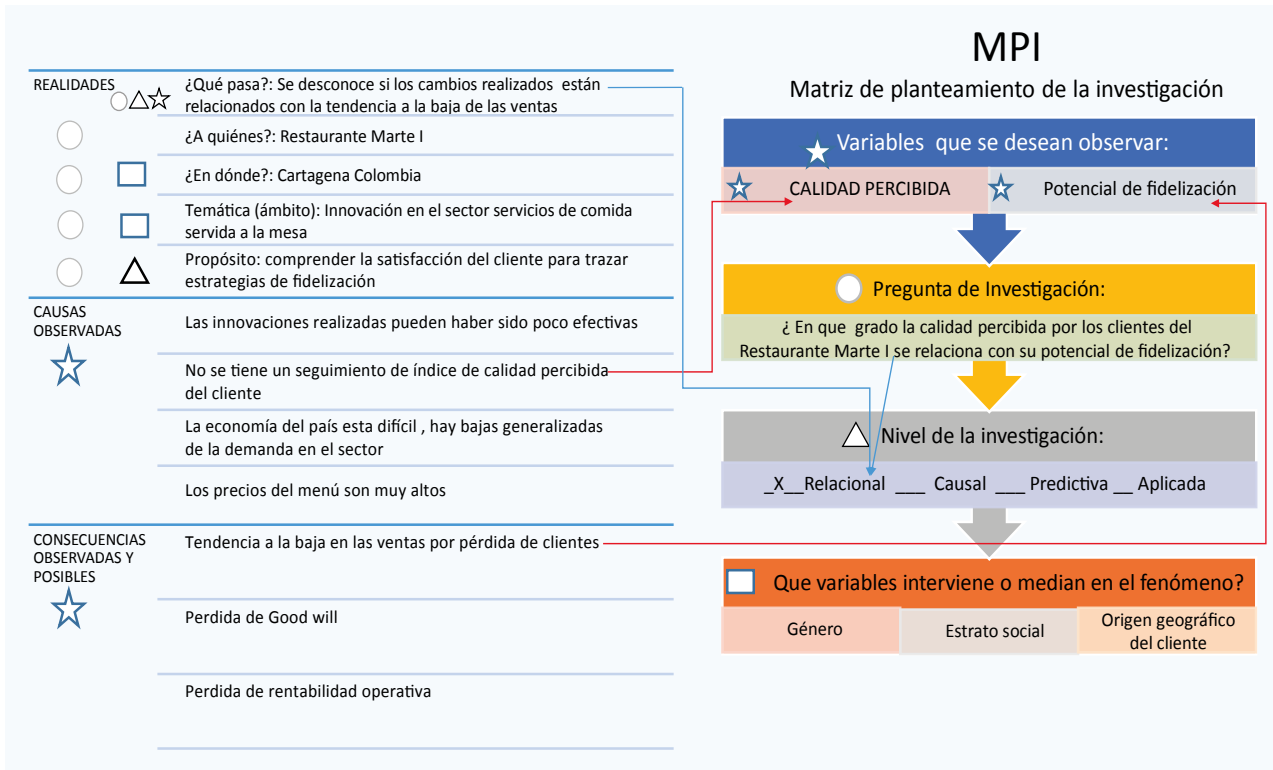 REALIDADES
¿Qué pasa?: Se desconoce si los cambios realizados están
relacionados con la tendencia a la baja de las ventas
¿A quiénes?: Restaurante Marte I
¿En dónde?: Cartagena Colombia
Temática (ámbito): Innovación en el sector servicios de comida
servida a la mesa
Propósito: comprender la satisfacción del cliente para trazar
estrategias de fidelización
CAUSAS
OBSERVADAS
Las innovaciones realizadas pueden haber sido poco efectivas
No se tiene un seguimiento de índice de calidad percibida
del cliente
La economía del país esta difícil , hay bajas generalizadas
de la demanda en el sector
Los precios del menú son muy altos
CONSECUENCIAS
OBSERVADAS Y
POSIBLES
Tendencia a la baja en las ventas por pérdida de clientes
Perdida de Good will
Perdida de rentabilidad operativa
MPI
Matriz de planteamiento de la investigación
Variables que se desean observar:
CALIDAD PERCIBIDA
Potencial de fidelización
Pregunta de Investigación:
¿ En que grado la calidad percibida por los clientes del
Restaurante Marte I se relaciona con su potencial de fidelización?
Nivel de la investigación:
_X__Relacional ___ Causal ___ Predictiva __ Aplicada
Que variables interviene o median en el fenómeno?
Género
Estrato social
Origen geográfico
del cliente